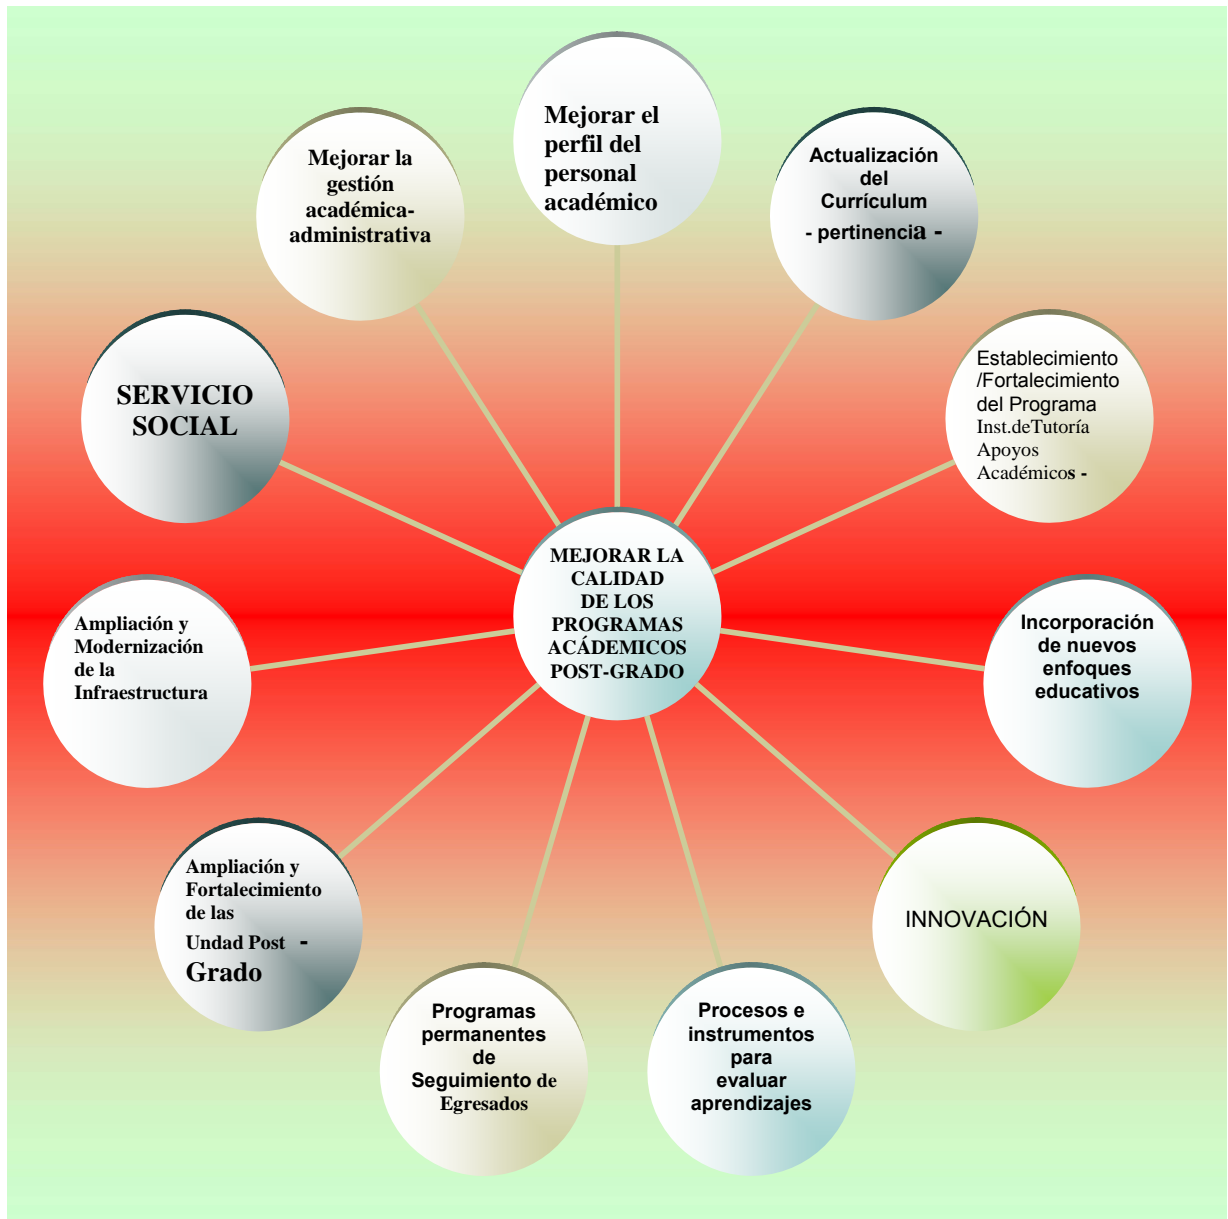 Mejorar el
perfil del
personal
académico
Actualización
del
Currículum
- pertinencia -
Establecimiento
/Fortalecimiento
del Programa
Inst.deTutoría
Apoyos
Académicos -
Incorporación
de nuevos
enfoques
educativos
INNOVACIÓN
Procesos e
instrumentos
para
evaluar
aprendizajes
Programas
permanentes
de
Seguimiento de
Egresados
Ampliación y
Fortalecimiento
de las
Undad Post -
Grado
Ampliación y
Modernización
de la
Infraestructura
SERVICIO
SOCIAL
Mejorar la
gestión
académica-
administrativa
MEJORAR LA
CALIDAD
DE LOS
PROGRAMAS
ACÁDEMICOS
POST-GRADO